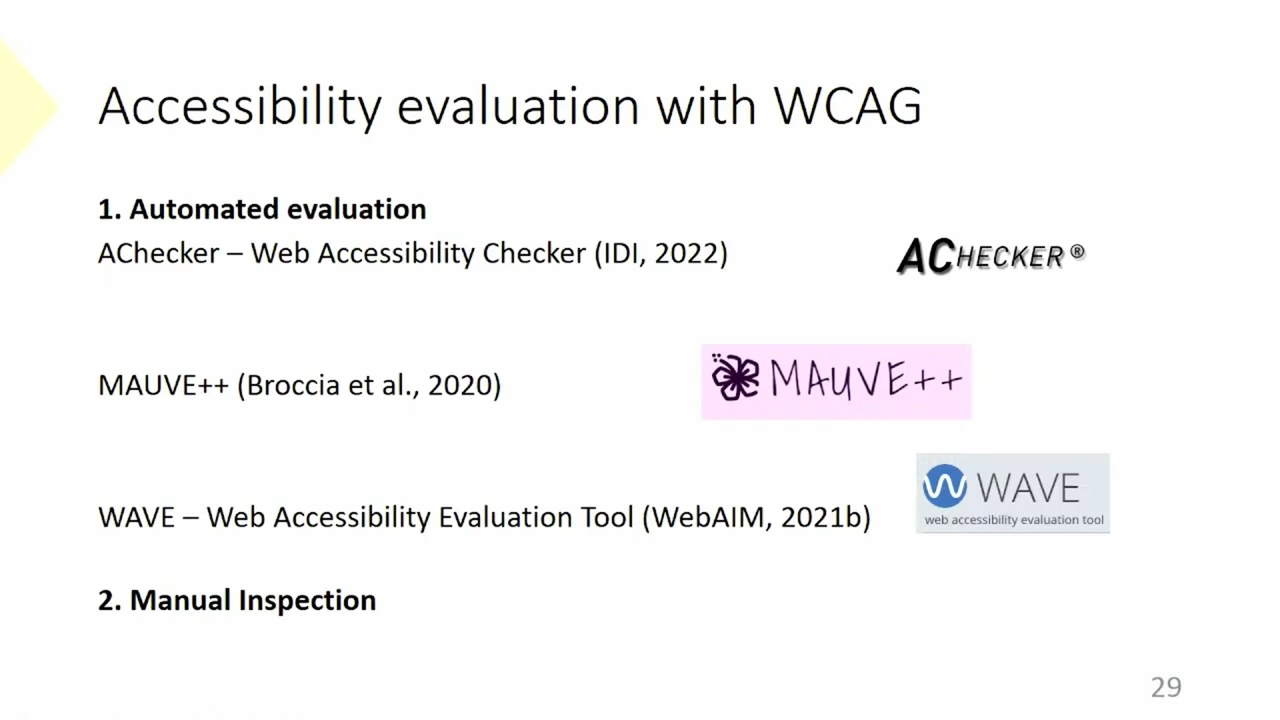 Accessibility evaluation with WCAG
1. Automated evaluation
AChecker – Web Accessibility Checker (IDI, 2022)
ACHECKER®
MAUVE++ (Broccia et al., 2020)
MAUVE++
WAVE
web accessibility evaluation tool
WAVE – Web Accessibility Evaluation Tool (WebAIM, 2021b)
2. Manual Inspection
29